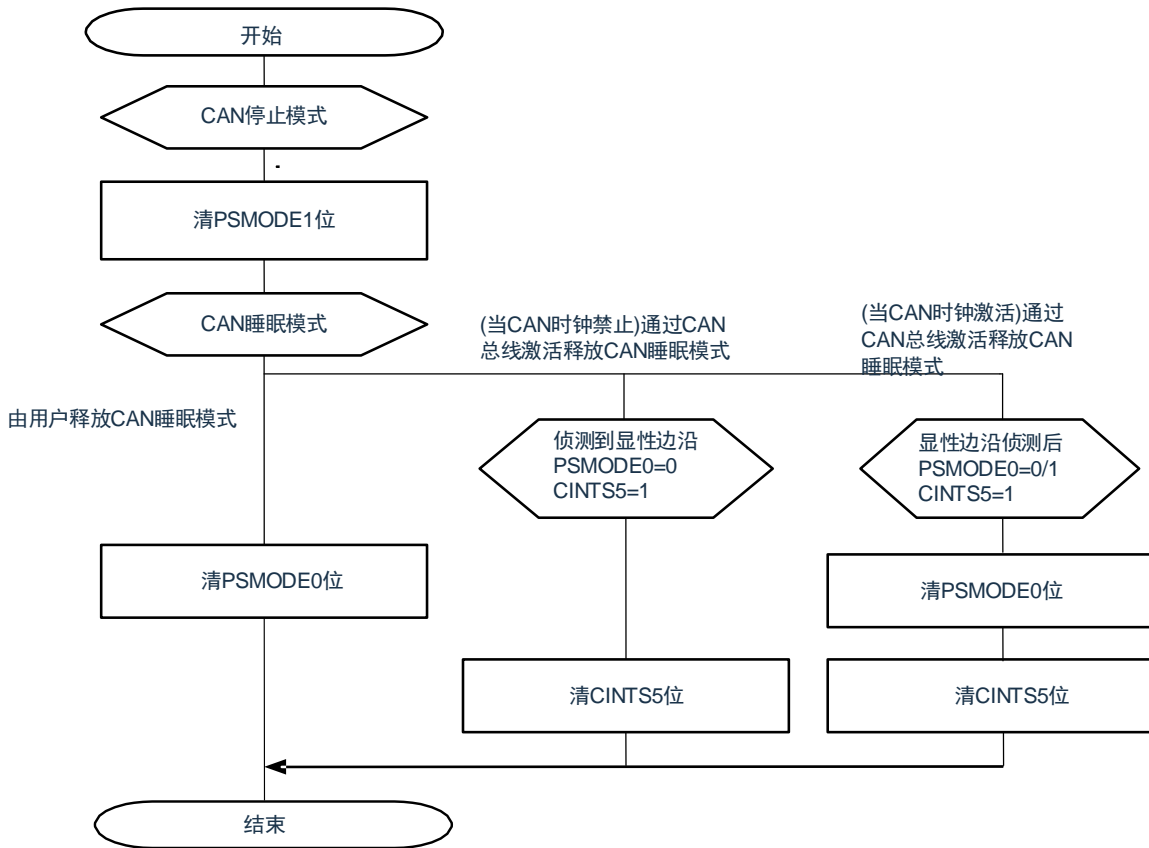 开始
CAN停止模式
清PSMODE1位
CAN睡眠模式
(当CAN时钟禁止)通过CAN
总线激活释放CAN睡眠模式
(当CAN时钟激活)通过
CAN总线激活释放CAN
睡眠模式
由用户释放CAN睡眠模式
侦测到显性边沿
PSMODE0=0
CINTS5=1
显性边沿侦测后
PSMODE0=0/1
CINTS5=1
清PSMODE0位
清PSMODE0位
清CINTS5位
清CINTS5位
结束